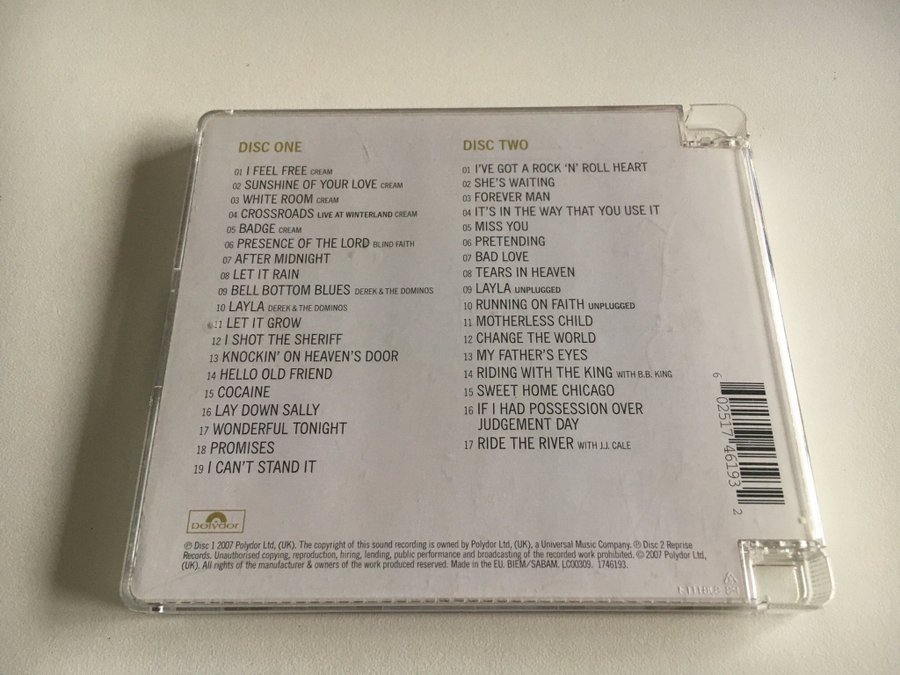 DISC ONE
01 I FEEL FREE CREAM
02 SUNSHINE OF YOUR LOVE CREAM
03 WHITE ROOM CREAM
04 CROSSROADS LIVE AT WINTERLAND CREAM
05 BADGE CREAM
06 PRESENCE OF THE LORD BLIND FAITH
07 AFTER MIDNIGHT
08 LET IT RAIN
09 BELL BOTTOM BLUES DEREK & THE DOMINOS
10 LAYLA DEREK & THE DOMINOS
11 LET IT GROW
12 I SHOT THE SHERIFF
13 KNOCKIN' ON HEAVEN'S DOOR
14 HELLO OLD FRIEND
15 COCAINE
16 LAY DOWN SALLY
17 WONDERFUL TONIGHT
18 PROMISES
19 I CAN'T STAND IT
DISC TWO
01 I'VE GOT A ROCK 'N' ROLL HEART
02 SHE'S WAITING
03 FOREVER MAN
04 IT'S IN THE WAY THAT YOU USE IT
05 MISS YOU
06 PRETENDING
07 BAD LOVE
08 TEARS IN HEAVEN
09 LAYLA UNPLUGGED
10 RUNNING ON FAITH UNPLUGGED
11 MOTHERLESS CHILD
12 CHANGE THE WORLD
13 MY FATHER'S EYES
14 RIDING WITH THE KING WITH B.B. KING
15 SWEET HOME CHICAGO
16 IF I HAD POSSESSION OVER
JUDGEMENT DAY
17 RIDE THE RIVER WITH J.J. CALE
6 02517 46193 2
Polydor
℗ Disc 1 2007 Polydor Ltd, (UK). The copyright of this sound recording is owned by Polydor Ltd, (UK), a Universal Music Company. ℗ Disc 2 Reprise
Records. Unauthorised copying, reproduction, hiring, lending, public performance and broadcasting of the recorded work prohibited. © 2007 Polydor Ltd,
(UK). All rights of the manufacturer & owners of the work produced reserved. Made in the EU. BIEM/SABAM. LC00309. 1746193.